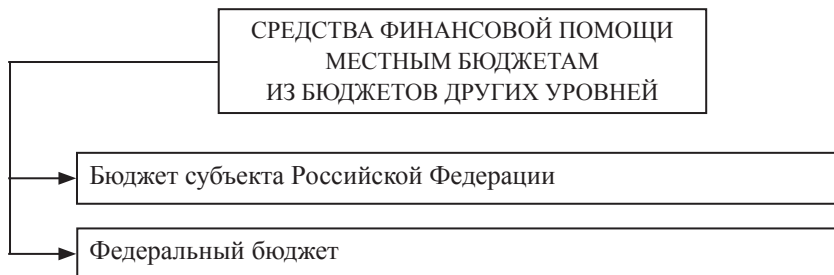 СРЕДСТВА ФИНАНСОВОЙ ПОМОЩИ
МЕСТНЫМ БЮДЖЕТАМ
ИЗ БЮДЖЕТОВ ДРУГИХ УРОВНЕЙ
Бюджет субъекта Российской Федерации
Федеральный бюджет